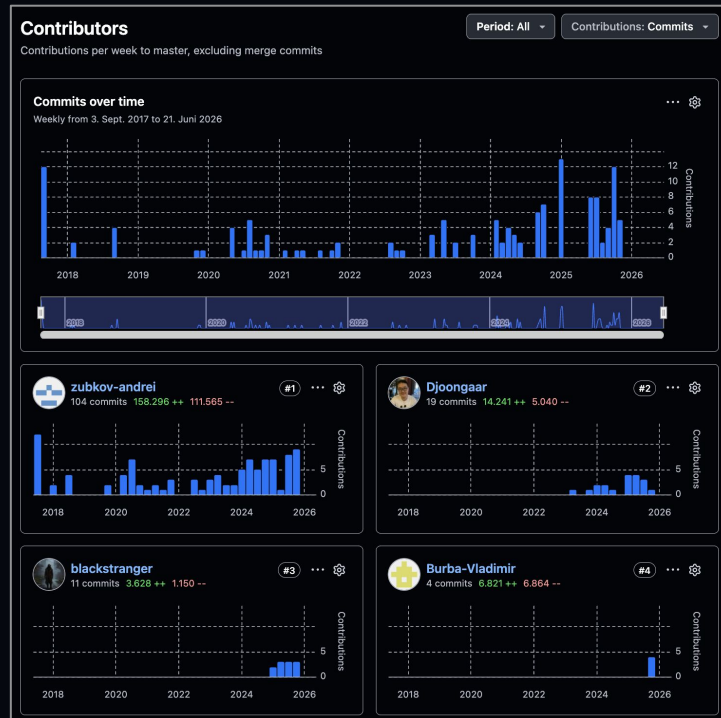 Contributors
Period: All
Contributions: Commits
Contributions per week to master, excluding merge commits
Commits over time
Weekly from 3. Sept. 2017 to 21. Juni 2026
12
10
8
6
4
2
0
Contributions
2018 2019 2020 2021 2022 2023 2024 2025 2026
2018 2020 2022 2024 2026
zubkov-andrei
#1
104 commits 158.296 ++ 111.565 --
5
0
Contributions
2018 2020 2022 2024 2026
Djoongaar
#2
19 commits 14.241 ++ 5.040 --
5
0
Contributions
2018 2020 2022 2024 2026
blackstranger
#3
11 commits 3.628 ++ 1.150 --
5
0
Contributions
2018 2020 2022 2024 2026
Burba-Vladimir
#4
4 commits 6.821 ++ 6.864 --
5
0
Contributions
2018 2020 2022 2024 2026